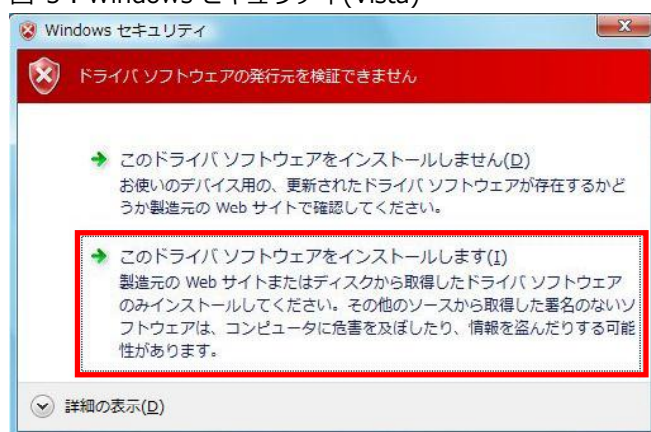 図 3 : Windows セキュリティ(Vista)
Windows セキュリティ
ドライバ ソフトウェアの発行元を検証できません
このドライバ ソフトウェアをインストールしません(D)
お使いのデバイス用の、更新されたドライバ ソフトウェアが存在するかど
うか製造元の Web サイトで確認してください。
このドライバ ソフトウェアをインストールします(I)
製造元の Web サイトまたはディスクから取得したドライバ ソフトウェア
のみインストールしてください。その他のソースから取得した署名のないソ
フトウェアは、コンピュータに危害を及ぼしたり、情報を盗んだりする可能
性があります。
詳細の表示(D)